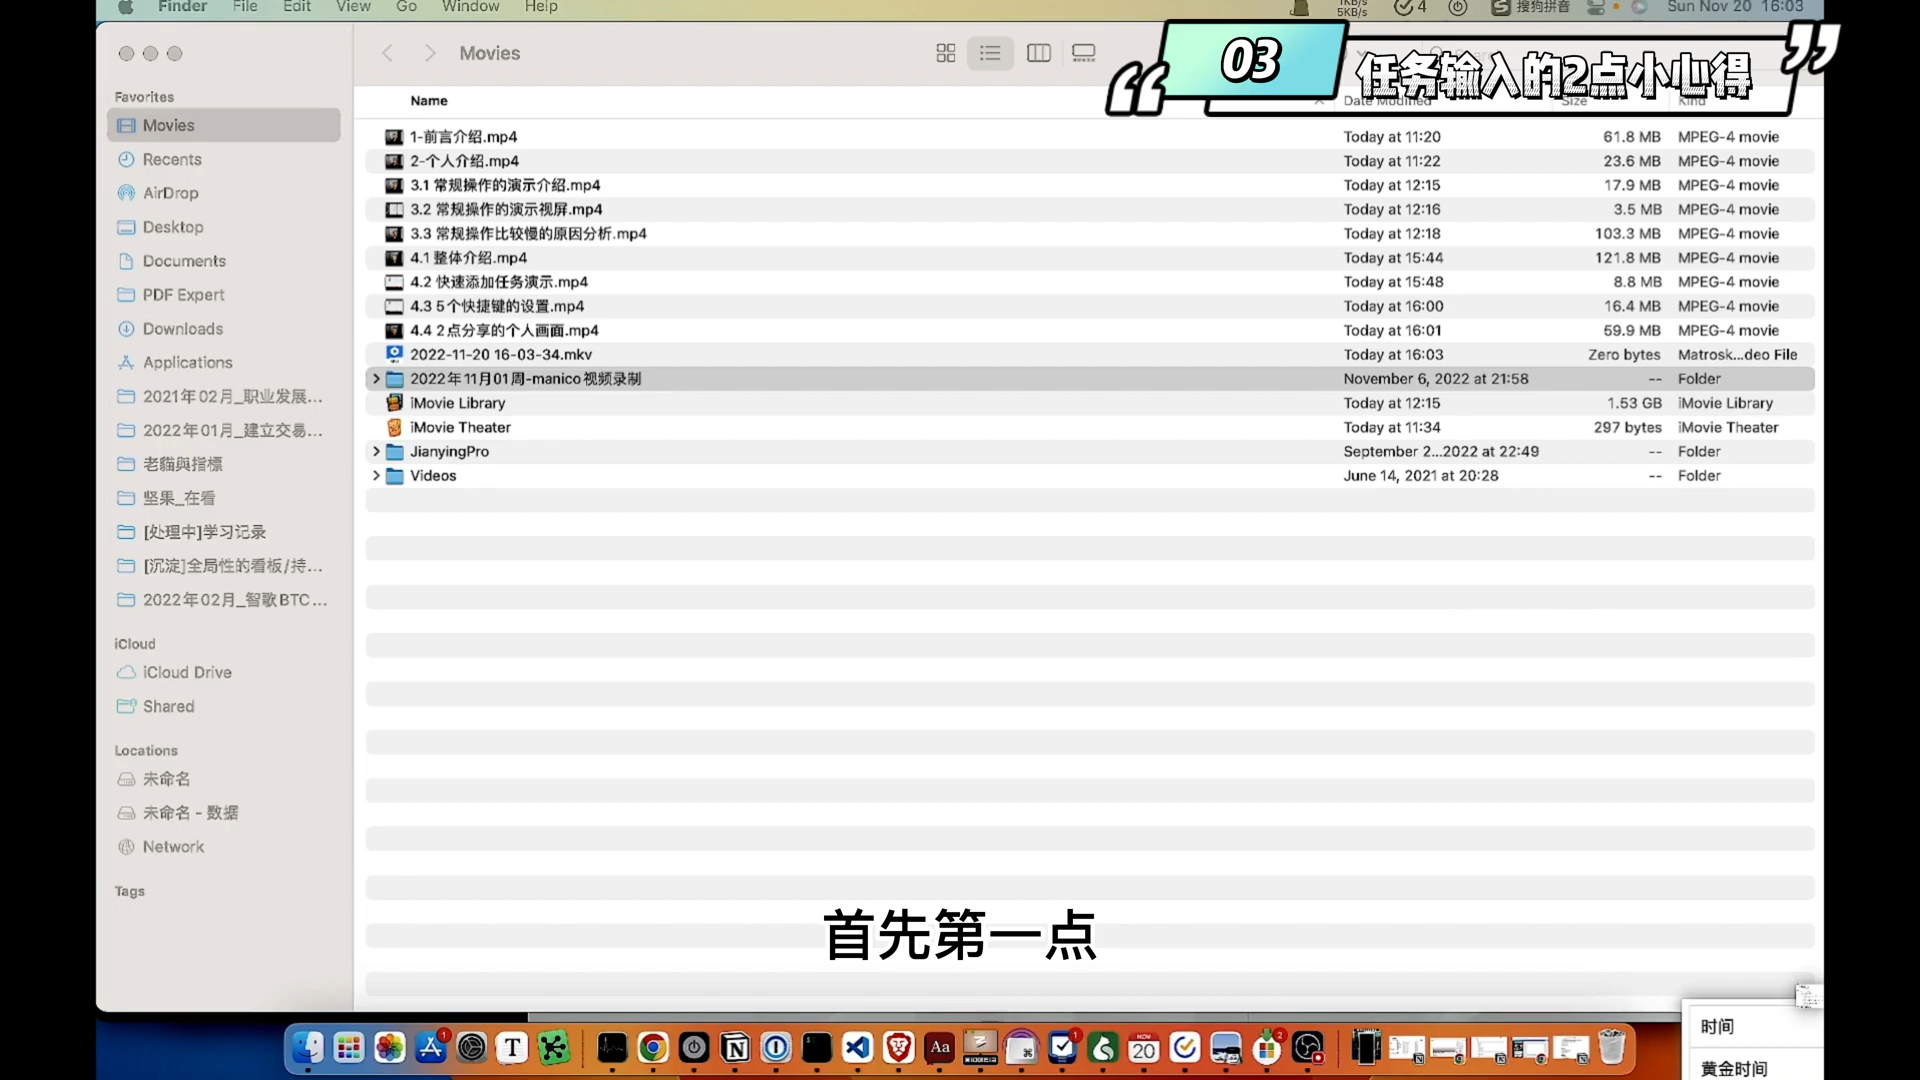 Finder File Edit View Go Window Help
1KB/s
5KB/s
4
搜狗拼音
Sun Nov 20 16:03
Movies
03
任务输入的2点小心得
Favorites
Movies
Recents
AirDrop
Desktop
Documents
PDF Expert
Downloads
Applications
2021年02月_职业发展...
2022年01月_建立交易...
老貓與指標
坚果_在看
[处理中]学习记录
[沉淀]全局性的看板/持...
2022年02月_智歌BTC...
iCloud
iCloud Drive
Shared
Locations
未命名
未命名 - 数据
Network
Tags
Name Date Modified Size Kind
1-前言介绍.mp4 Today at 11:20 61.8 MB MPEG-4 movie
2-个人介绍.mp4 Today at 11:22 23.6 MB MPEG-4 movie
3.1 常规操作的演示介绍.mp4 Today at 12:15 17.9 MB MPEG-4 movie
3.2 常规操作的演示视屏.mp4 Today at 12:16 3.5 MB MPEG-4 movie
3.3 常规操作比较慢的原因分析.mp4 Today at 12:18 103.3 MB MPEG-4 movie
4.1 整体介绍.mp4 Today at 15:44 121.8 MB MPEG-4 movie
4.2 快速添加任务演示.mp4 Today at 15:48 8.8 MB MPEG-4 movie
4.3 5个快捷键的设置.mp4 Today at 16:00 16.4 MB MPEG-4 movie
4.4 2点分享的个人画面.mp4 Today at 16:01 59.9 MB MPEG-4 movie
2022-11-20 16-03-34.mkv Today at 16:03 Zero bytes Matrosk...deo File
2022年11月01周-manico视频录制 November 6, 2022 at 21:58 -- Folder
iMovie Library Today at 12:15 1.53 GB iMovie Library
iMovie Theater Today at 11:34 297 bytes iMovie Theater
JianyingPro September 2...2022 at 22:49 -- Folder
Videos June 14, 2021 at 20:28 -- Folder
首先第一点
时间
黄金时间
1
T
N
Aa
1
NOV
20
2